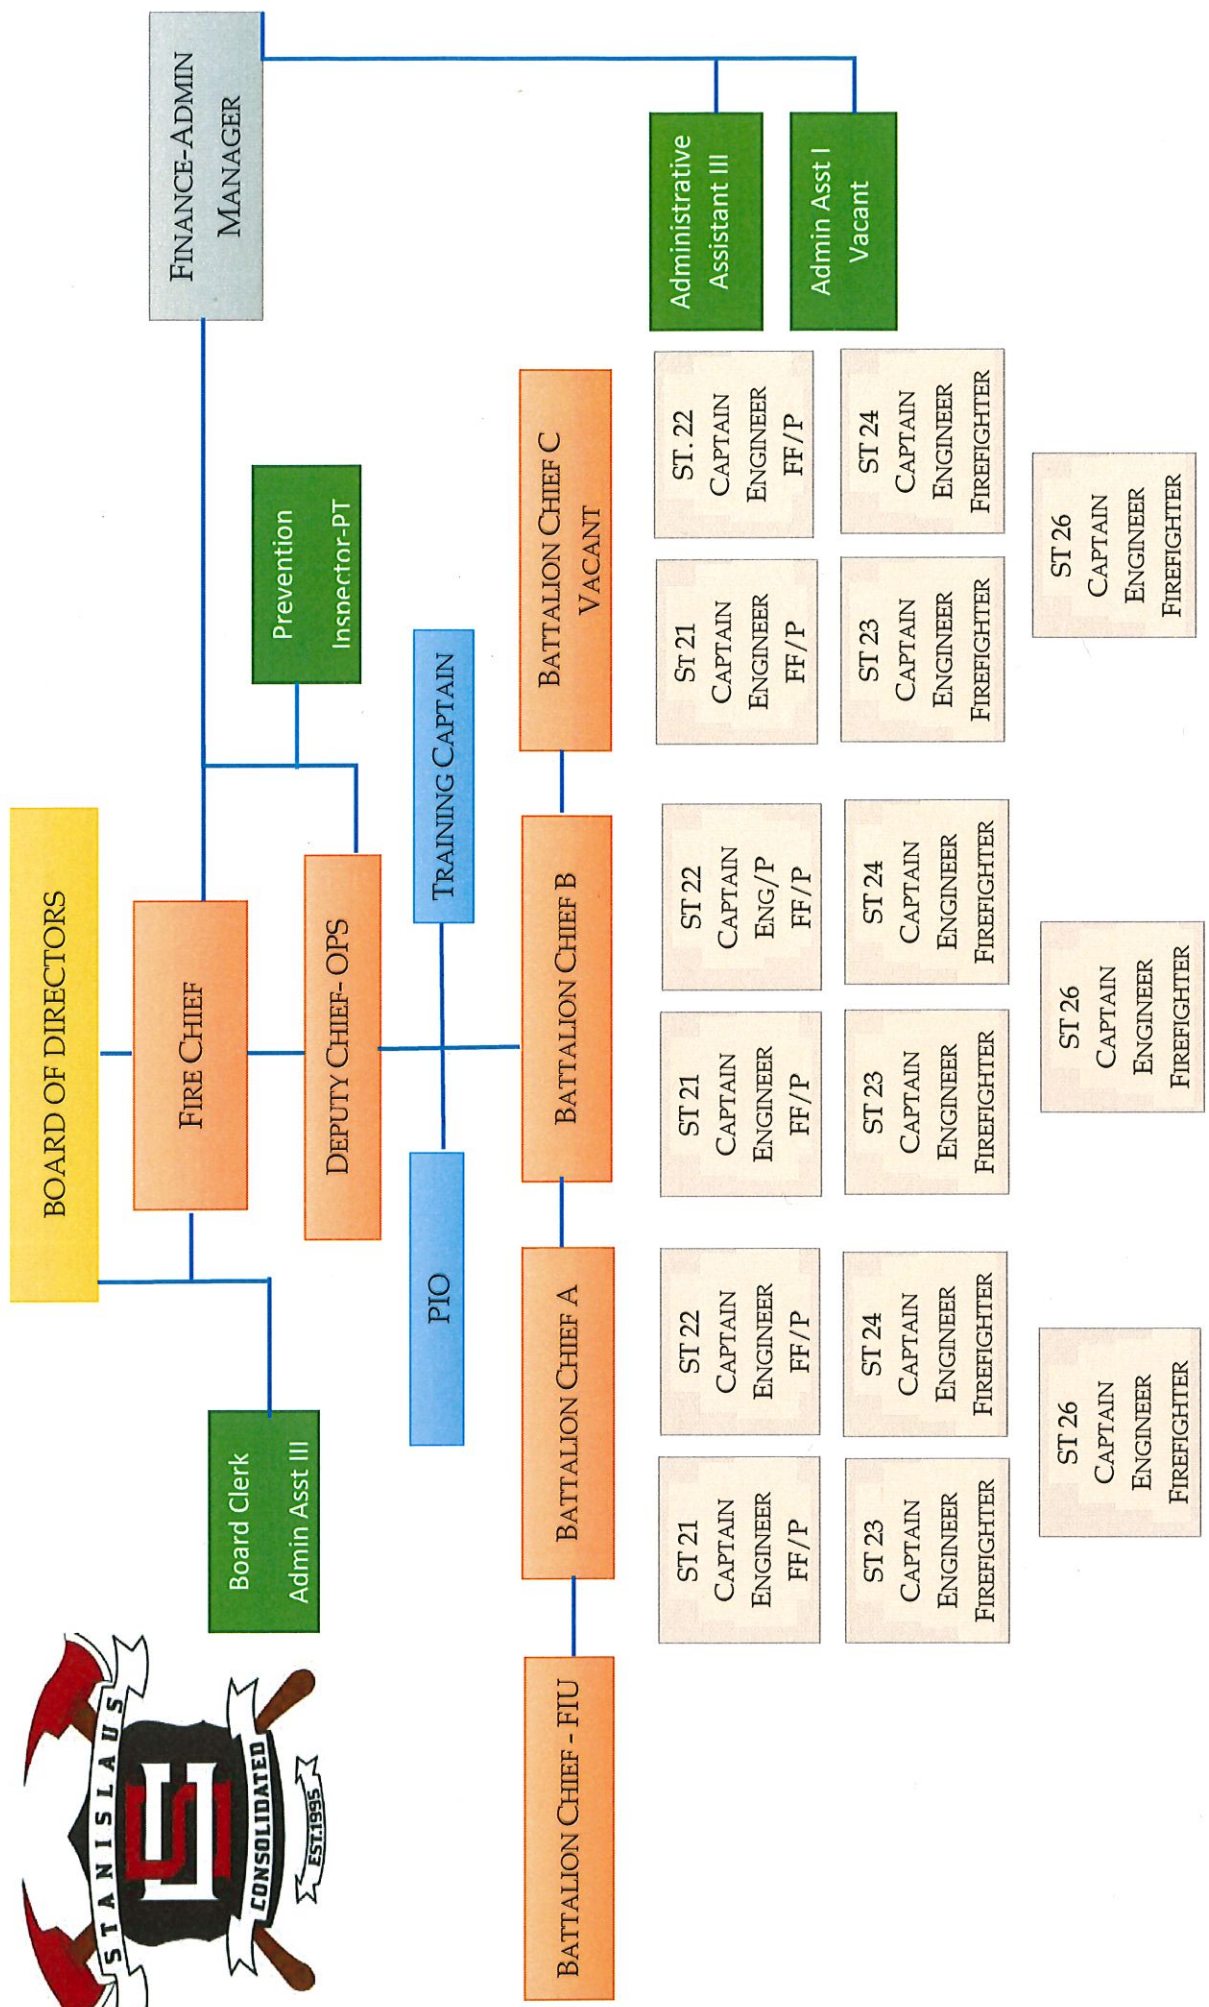 STANISLAUS
CONSOLIDATED
EST.1995
BOARD OF DIRECTORS
FIRE CHIEF
Board Clerk
Admin Asst III
FINANCE-ADMIN
MANAGER
Prevention
Inspector-PT
DEPUTY CHIEF- OPS
PIO
TRAINING CAPTAIN
BATTALION CHIEF - FIU
BATTALION CHIEF A
BATTALION CHIEF B
BATTALION CHIEF C
VACANT
Administrative
Assistant III
Admin Asst I
Vacant
ST 21
CAPTAIN
ENGINEER
FF/P
ST 22
CAPTAIN
ENGINEER
FF/P
ST 23
CAPTAIN
ENGINEER
FIREFIGHTER
ST 24
CAPTAIN
ENGINEER
FIREFIGHTER
ST 26
CAPTAIN
ENGINEER
FIREFIGHTER
ST 21
CAPTAIN
ENGINEER
FF/P
ST 22
CAPTAIN
ENG/P
FF/P
ST 23
CAPTAIN
ENGINEER
FIREFIGHTER
ST 24
CAPTAIN
ENGINEER
FIREFIGHTER
ST 26
CAPTAIN
ENGINEER
FIREFIGHTER
ST 21
CAPTAIN
ENGINEER
FF/P
ST. 22
CAPTAIN
ENGINEER
FF/P
ST 23
CAPTAIN
ENGINEER
FIREFIGHTER
ST 24
CAPTAIN
ENGINEER
FIREFIGHTER
ST 26
CAPTAIN
ENGINEER
FIREFIGHTER